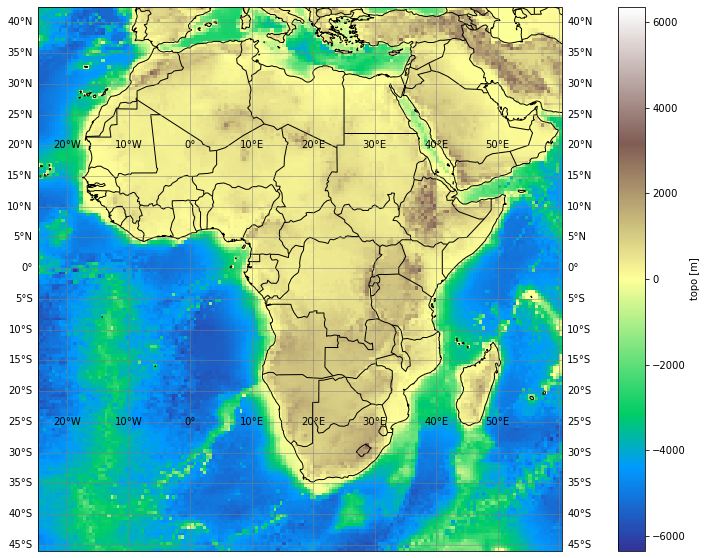 40°N 40°N 6000
35°N 35°N
30°N 30°N
4000
25°N 25°N
20°N 20°W 10°W 0° 10°E 20°E 30°E 40°E 50°E 20°N
2000
15°N 15°N
10°N 10°N
5°N 5°N
0° 0° 0
topo [m]
5°S 5°S
10°S 10°S
−2000
15°S 15°S
20°S 20°S
25°S 20°W 10°W 0° 10°E 20°E 30°E 40°E 50°E 25°S
30°S 30°S −4000
35°S 35°S
40°S 40°S
45°S 45°S −6000